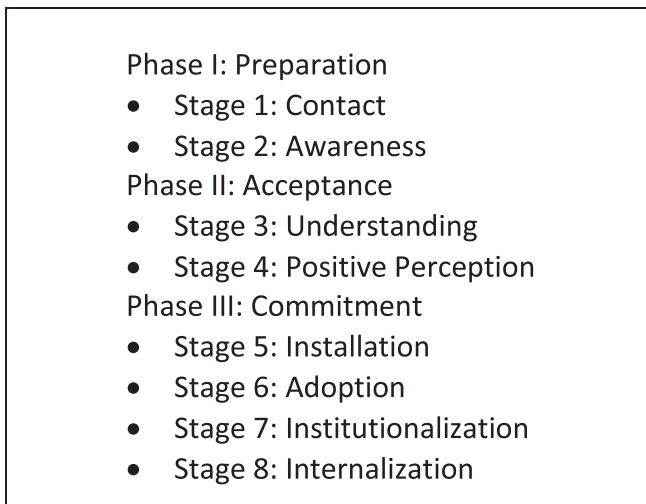 Phase I: Preparation
• Stage 1: Contact
• Stage 2: Awareness
Phase II: Acceptance
• Stage 3: Understanding
• Stage 4: Positive Perception
Phase III: Commitment
• Stage 5: Installation
• Stage 6: Adoption
• Stage 7: Institutionalization
• Stage 8: Internalization